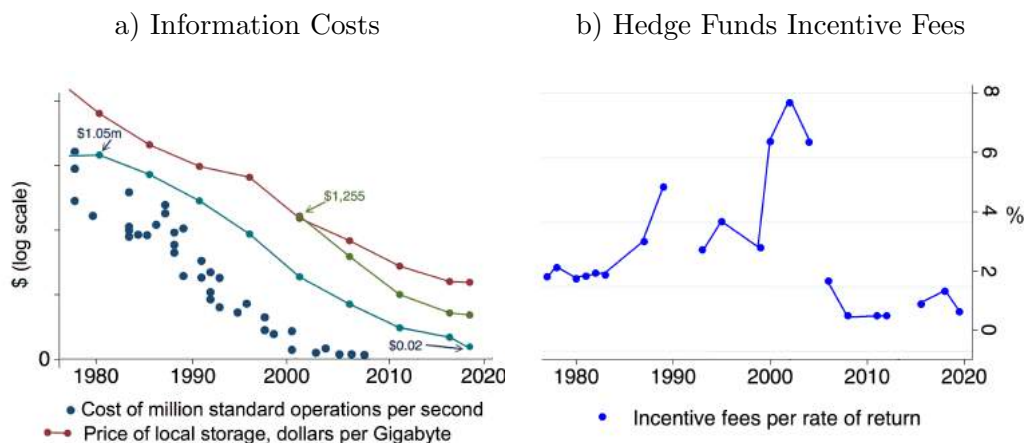 a) Information Costs
b) Hedge Funds Incentive Fees
$1.05m
$1,255
$ (log scale)
$0.02
0
1980
1990
2000
2010
2020
Cost of million standard operations per second
Price of local storage, dollars per Gigabyte
8
6
4
%
2
0
1980
1990
2000
2010
2020
Incentive fees per rate of return